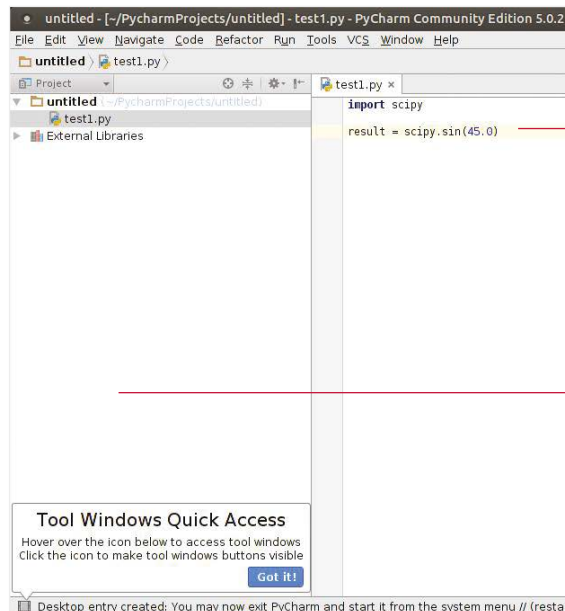 untitled - [~/PycharmProjects/untitled] - test1.py - PyCharm Community Edition 5.0.2
File Edit View Navigate Code Refactor Run Tools VCS Window Help
untitled test1.py
Project
test1.py
untitled (~/PycharmProjects/untitled)
test1.py
External Libraries
import scipy
result = scipy.sin(45.0)
Tool Windows Quick Access
Hover over the icon below to access tool windows
Click the icon to make tool windows buttons visible
Got it!
Desktop entry created: You may now exit PyCharm and start it from the system menu // (resta